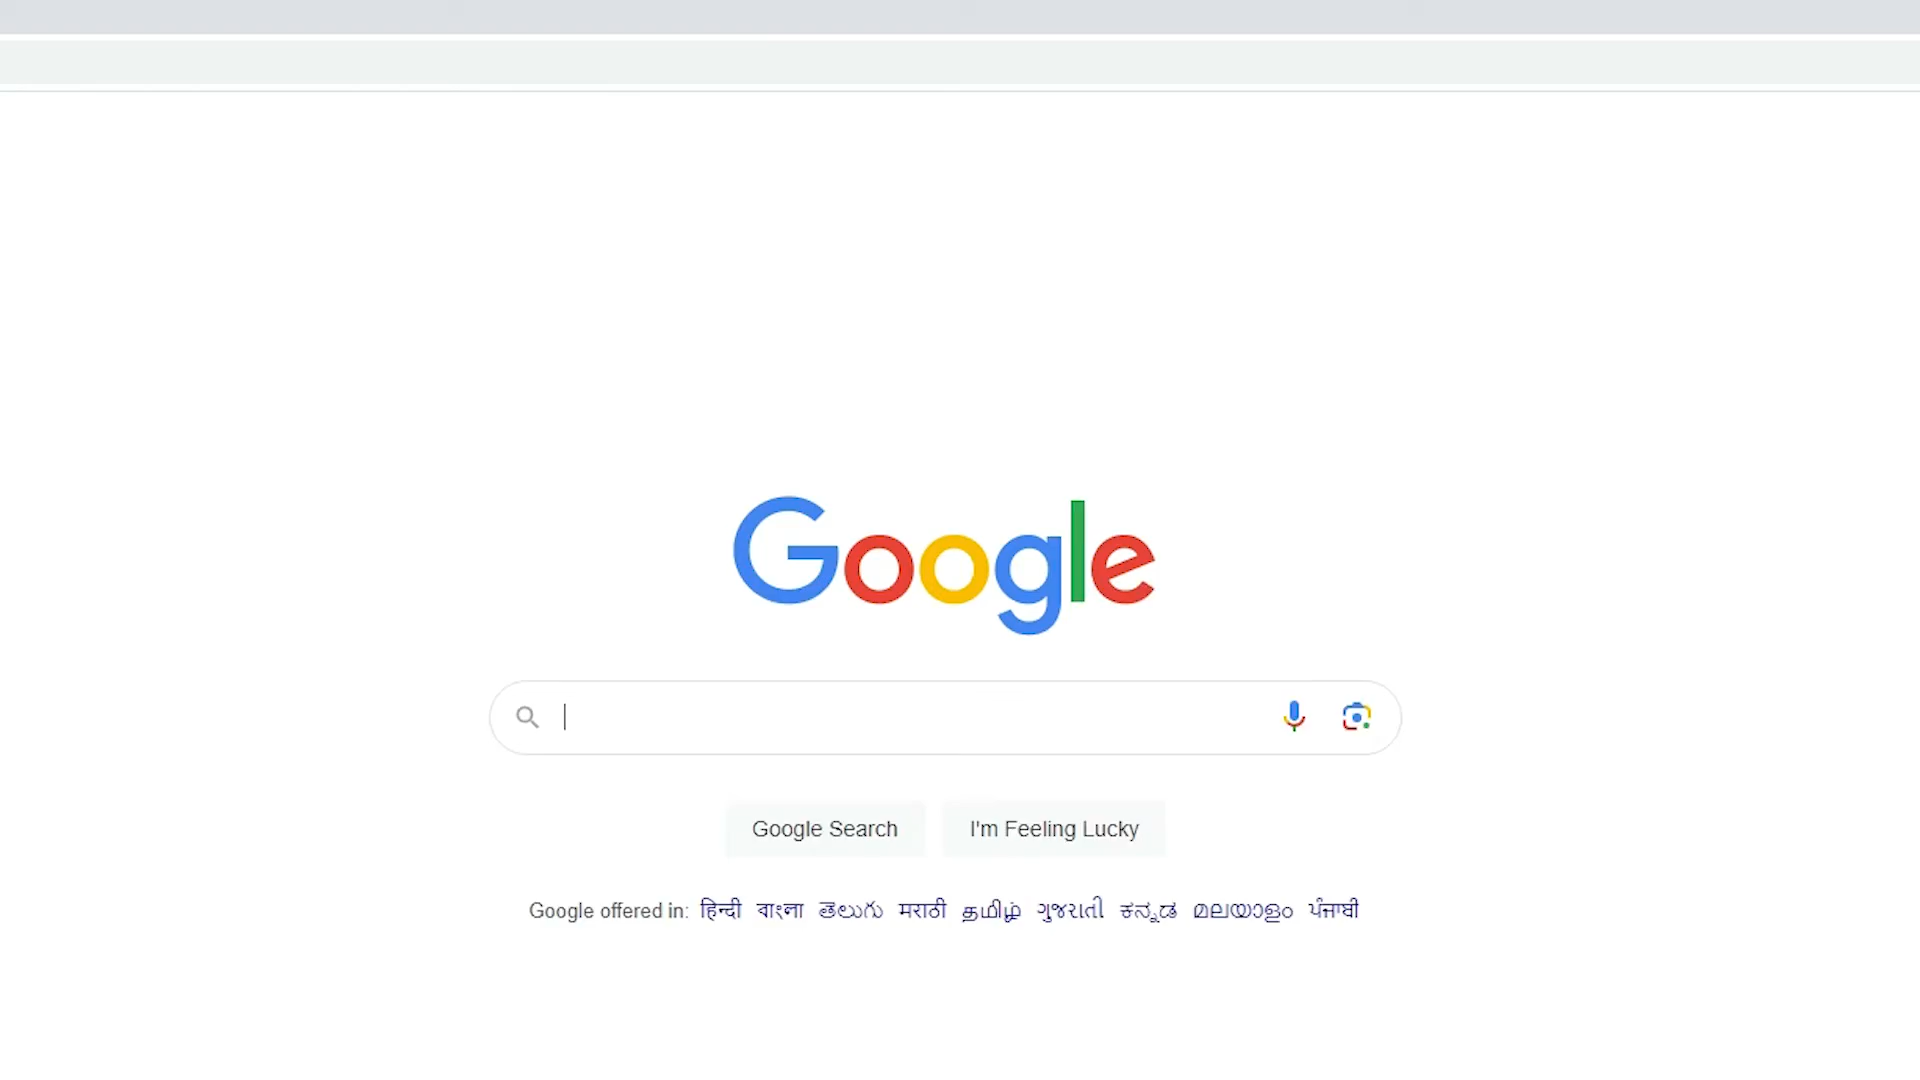 Google
Google Search
I'm Feeling Lucky
Google offered in: हिन्दी বাংলা తెలుగు मराठी தமிழ் ગુજરાતી ಕನ್ನಡ മലയാളം ਪੰਜਾਬੀ